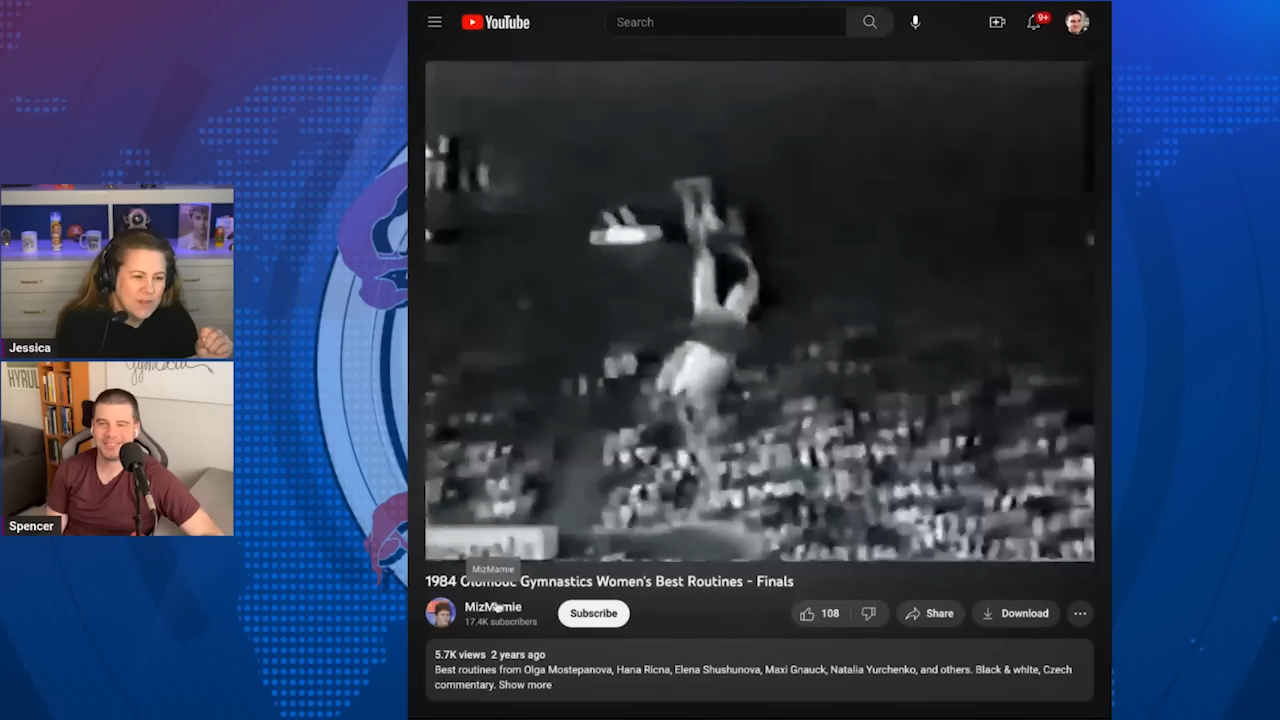 YouTube
Search
9+
Jessica
HYRUL
Spencer
MizMamie
1984 Olomouc Gymnastics Women's Best Routines - Finals
MizMamie
17.4K subscribers
Subscribe
108
Share
Download
5.7K views 2 years ago
Best routines from Olga Mostepanova, Hana Ricna, Elena Shushunova, Maxi Gnauck, Natalia Yurchenko, and others. Black & white, Czech
commentary. Show more